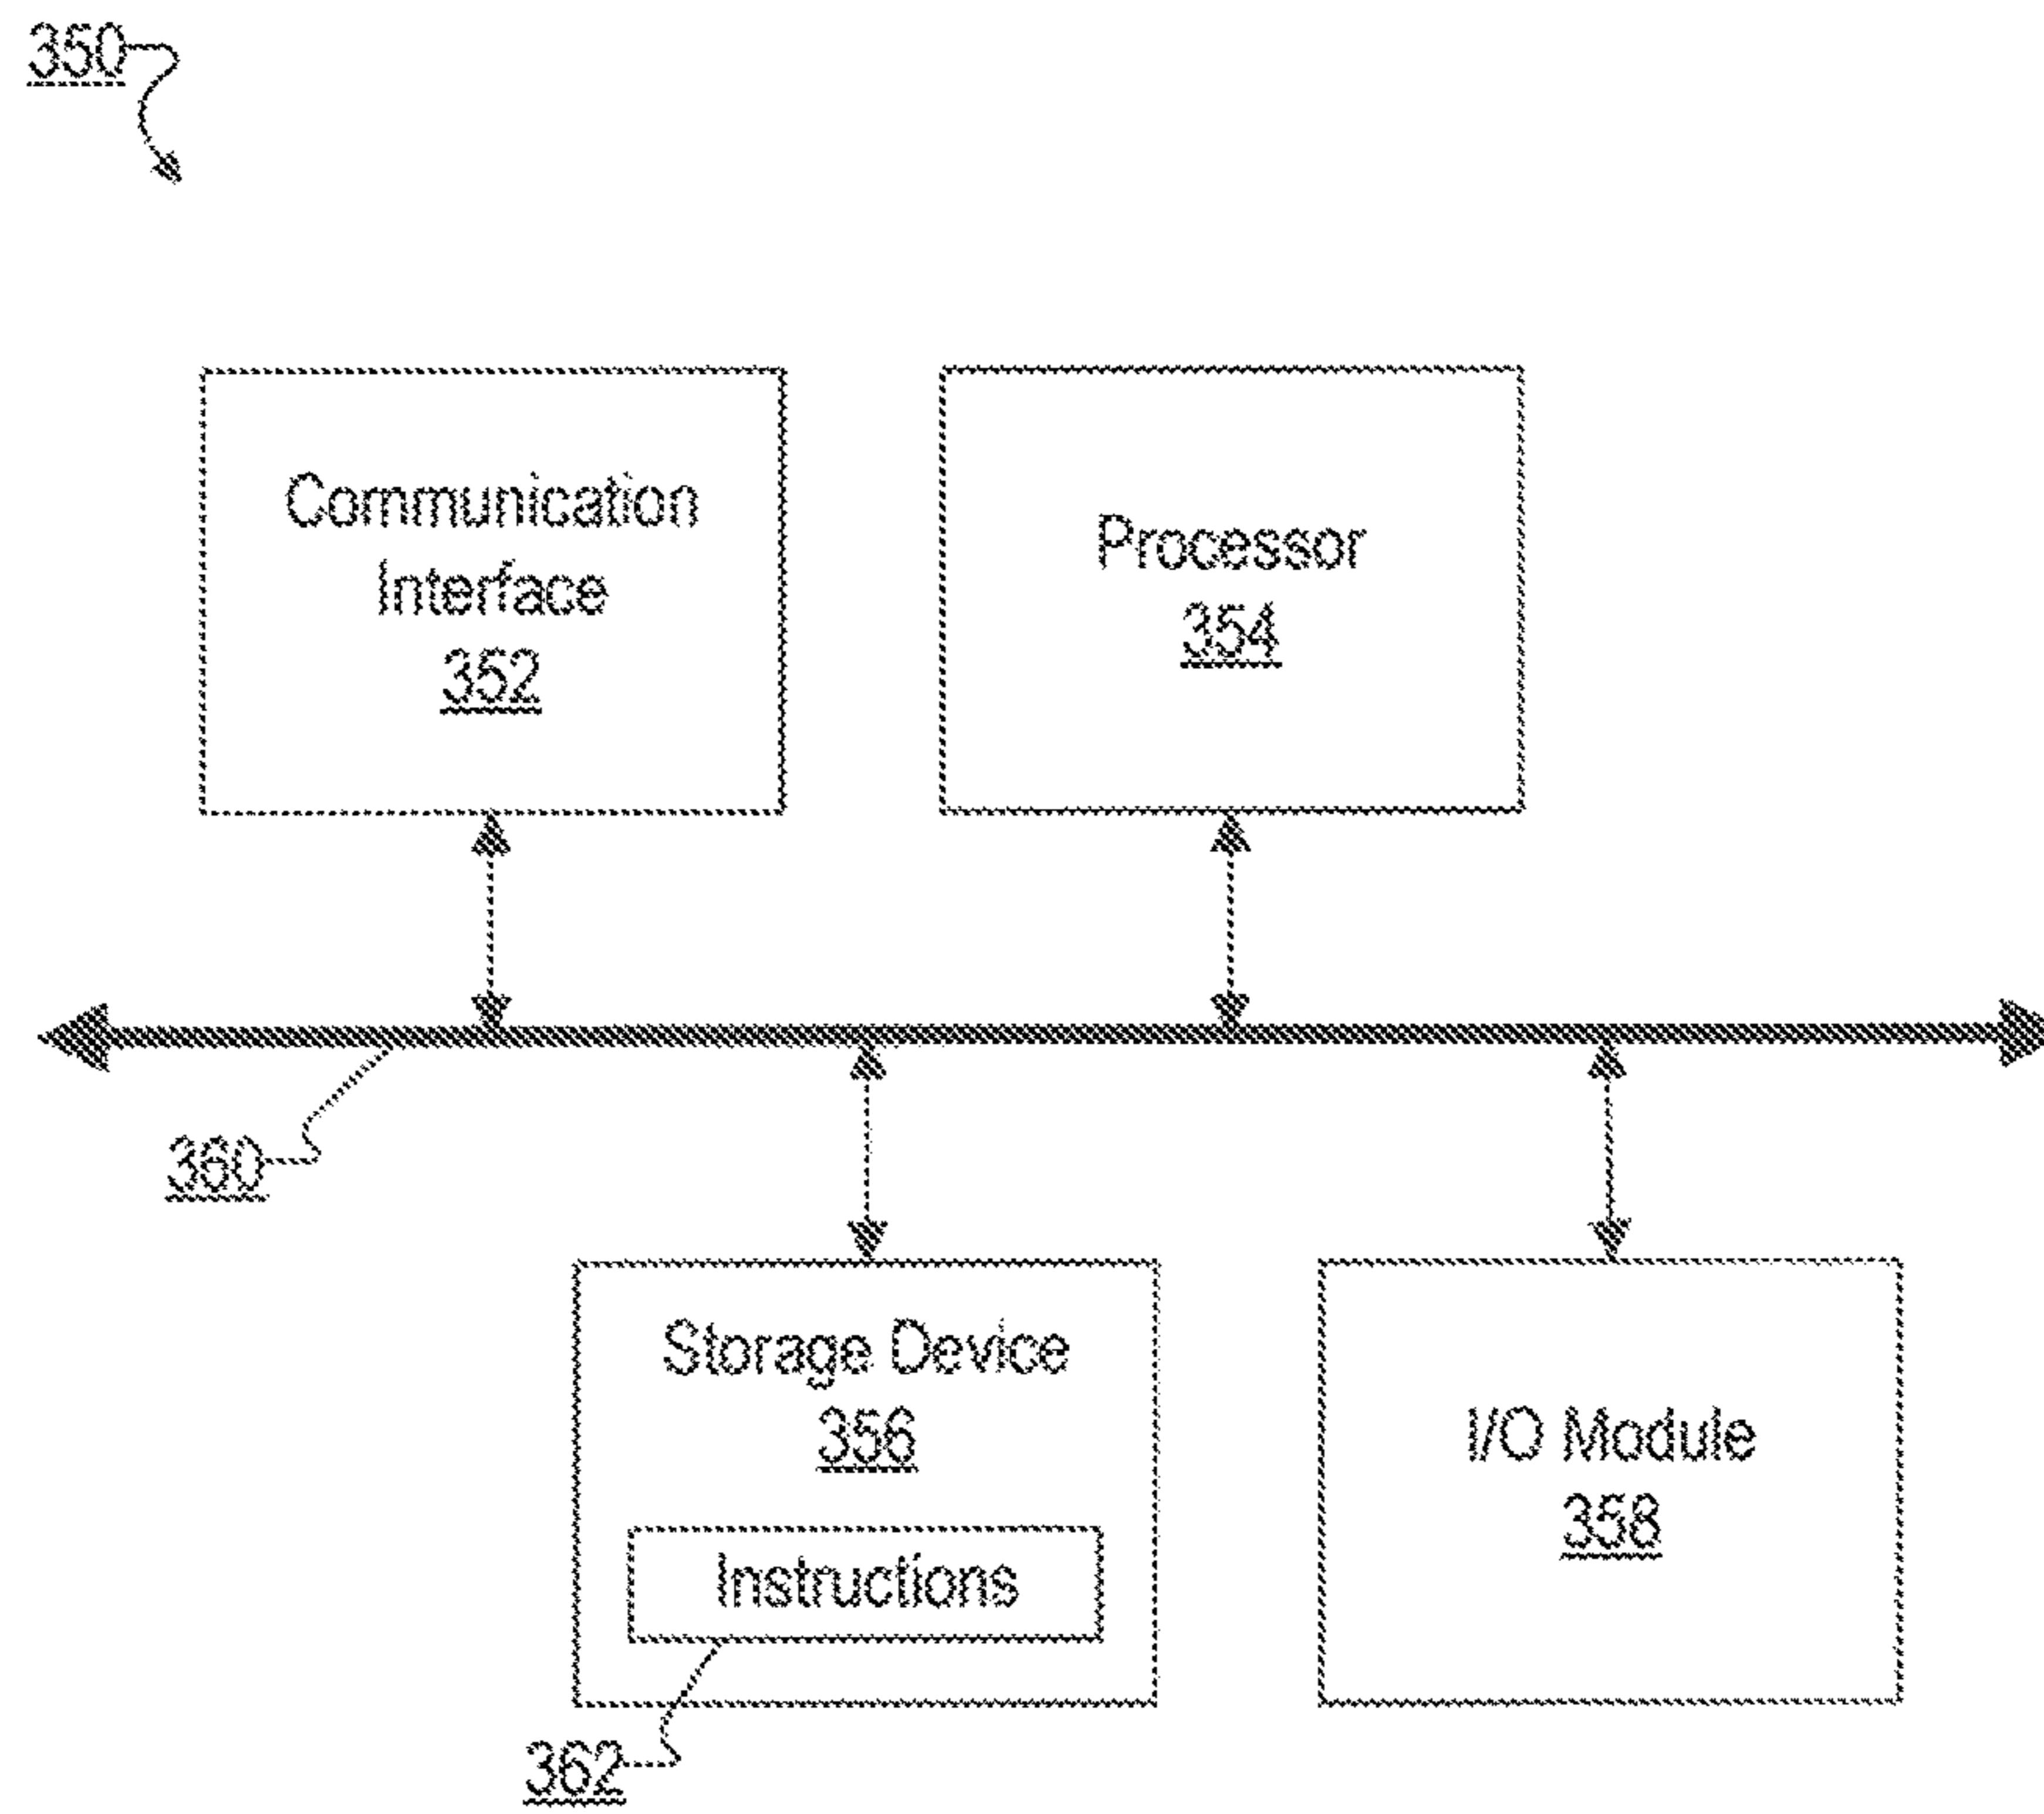 350
Communication
Interface
352
Processor
354
360
Storage Device
356
Instructions
I/O Module
358
362